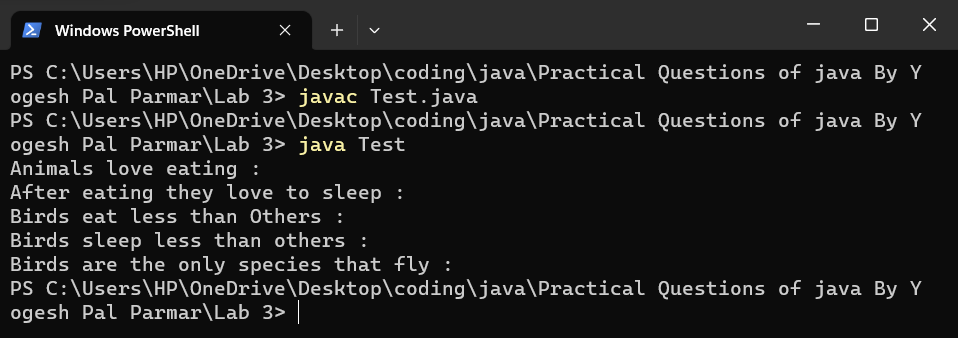 Windows PowerShell
PS C:\Users\HP\OneDrive\Desktop\coding\java\Practical Questions of java By Y
ogesh Pal Parmar\Lab 3> javac Test.java
PS C:\Users\HP\OneDrive\Desktop\coding\java\Practical Questions of java By Y
ogesh Pal Parmar\Lab 3> java Test
Animals love eating :
After eating they love to sleep :
Birds eat less than Others :
Birds sleep less than others :
Birds are the only species that fly :
PS C:\Users\HP\OneDrive\Desktop\coding\java\Practical Questions of java By Y
ogesh Pal Parmar\Lab 3>